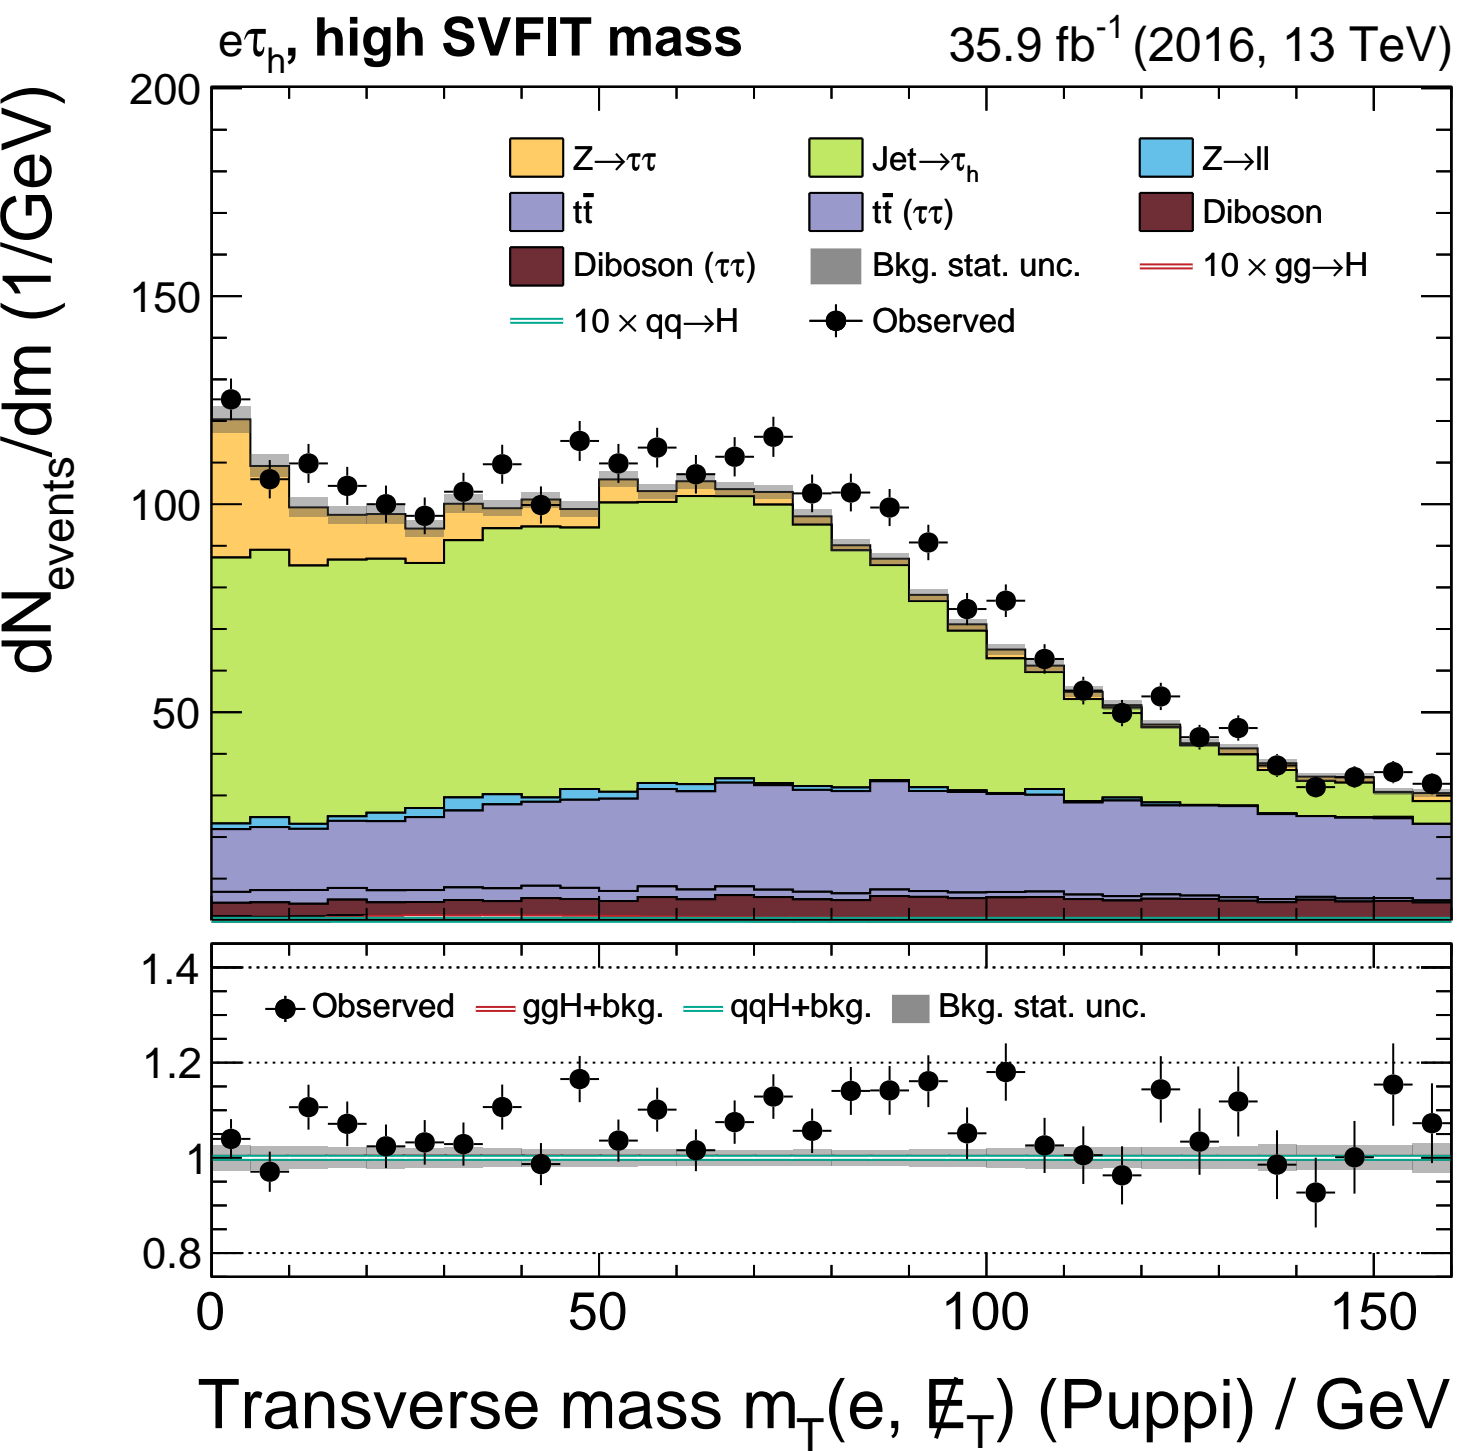 eτh, high SVFIT mass 35.9 fb-1 (2016, 13 TeV)
dNevents/dm (1/GeV)
200
150
100
50
Z→ττ Jet→τh Z→ll
tt̄ tt̄ (ττ) Diboson
Diboson (ττ) Bkg. stat. unc. 10 × gg→H
10 × qq→H Observed
1.4
1.2
1
0.8
Observed ggH+bkg. qqH+bkg. Bkg. stat. unc.
0 50 100 150
Transverse mass mT(e, E̸T) (Puppi) / GeV